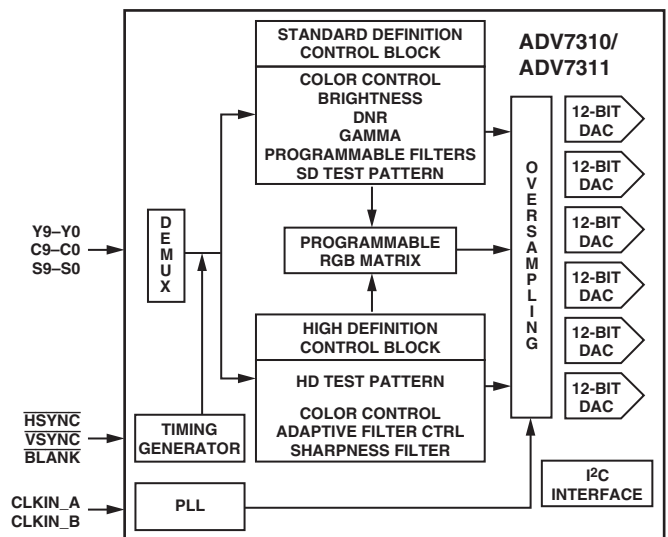 STANDARD DEFINITION
CONTROL BLOCK
COLOR CONTROL
BRIGHTNESS
DNR
GAMMA
PROGRAMMABLE FILTERS
SD TEST PATTERN
ADV7310/
ADV7311
Y9–Y0
C9–C0
S9–S0
DEMUX
PROGRAMMABLE
RGB MATRIX
OVERSAMPLING
12-BIT
DAC
12-BIT
DAC
12-BIT
DAC
12-BIT
DAC
12-BIT
DAC
12-BIT
DAC
HIGH DEFINITION
CONTROL BLOCK
HD TEST PATTERN
COLOR CONTROL
ADAPTIVE FILTER CTRL
SHARPNESS FILTER
HSYNC
VSYNC
BLANK
TIMING
GENERATOR
CLKIN_A
CLKIN_B
PLL
I²C
INTERFACE